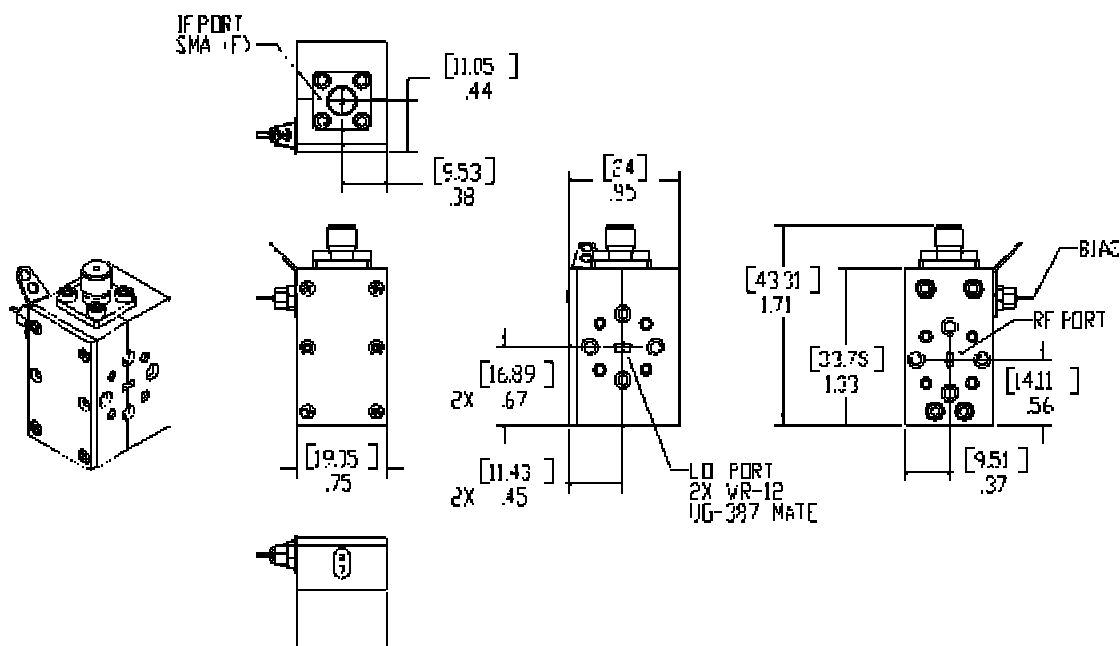 IF PORT
SMA (F)
[11.05]
.44
[9.53]
.38
[24]
.95
[43.31]
1.71
BIAS
RF PORT
[33.78]
1.33
[16.89]
2X .67
[14.11]
.56
[19.05]
.75
[11.43]
2X .45
[9.51]
.37
LO PORT
2X WR-12
UG-387 MATE